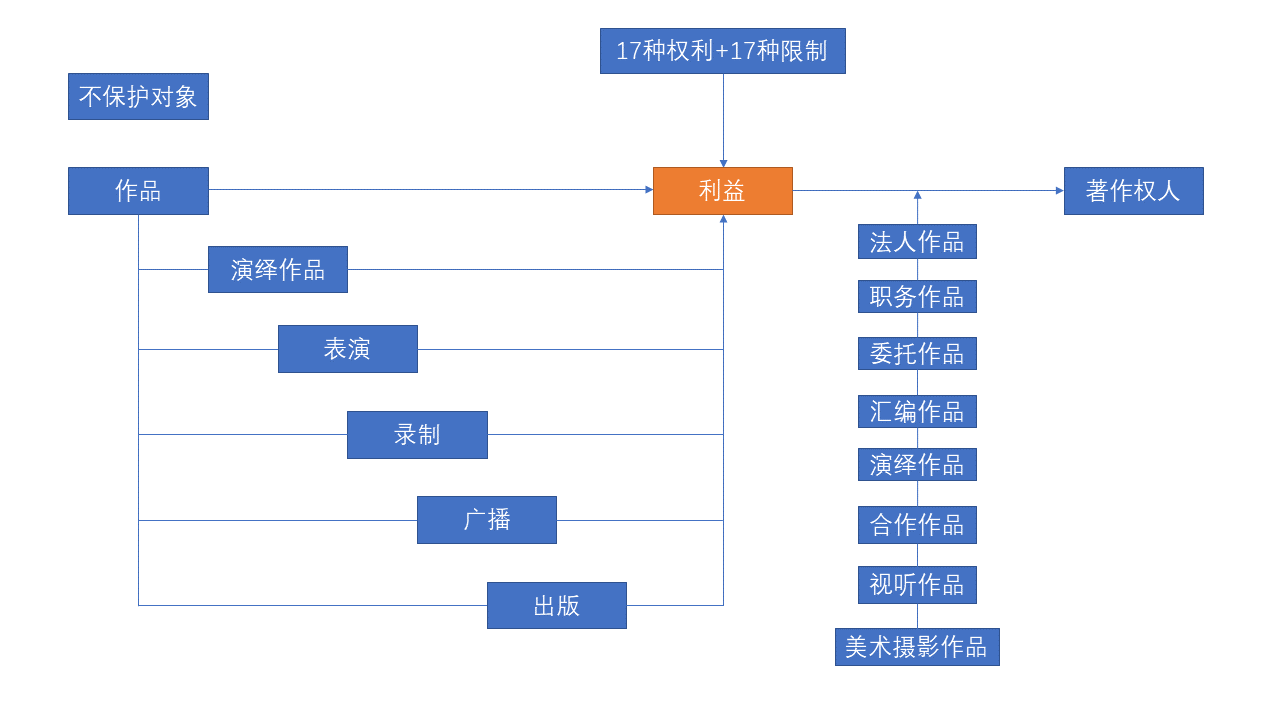 17种权利+17种限制
不保护对象
作品
利益
著作权人
演绎作品
表演
录制
广播
出版
法人作品
职务作品
委托作品
汇编作品
演绎作品
合作作品
视听作品
美术摄影作品